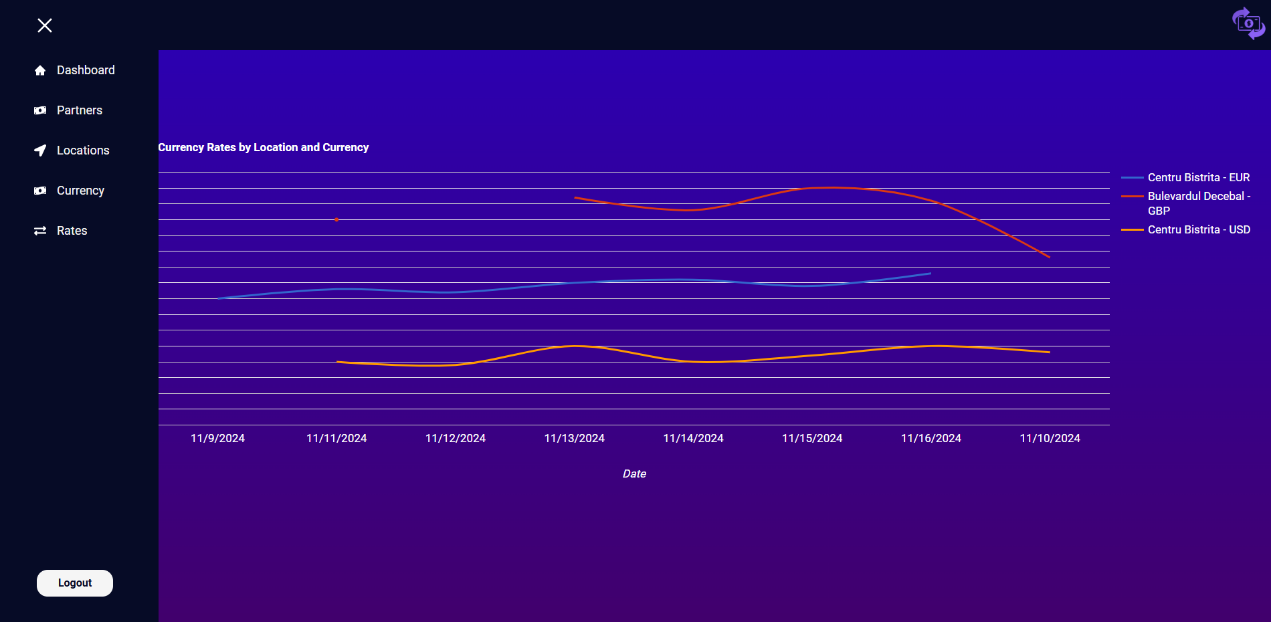 Dashboard
Partners
Locations
Currency
Rates
Logout
Currency Rates by Location and Currency
Centru Bistrita - EUR
Bulevardul Decebal -
GBP
Centru Bistrita - USD
11/9/2024 11/11/2024 11/12/2024 11/13/2024 11/14/2024 11/15/2024 11/16/2024 11/10/2024
Date